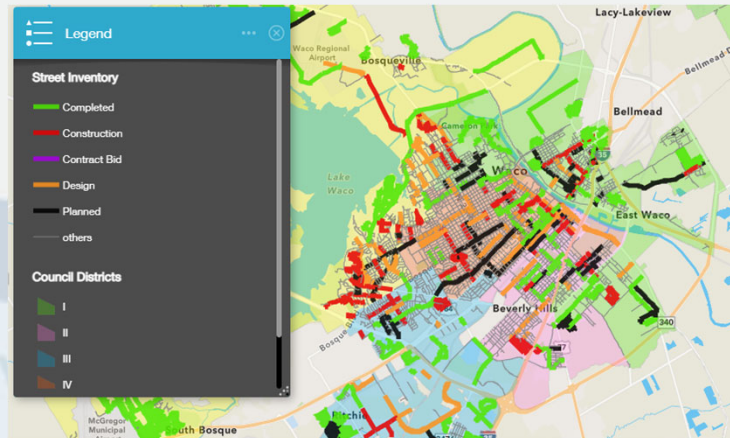 Legend
Street Inventory
Completed
Construction
Contract Bid
Design
Planned
others
Council Districts
I
II
III
IV
Lacy-Lakeview
Waco Regional
Airport
Bosqueville
Bellmead
Bellmead
Cameron Park
Lake
Waco
Waco
East Waco
Beverly Hills
340
Bosque
McGregor
Municipal
South Bosque